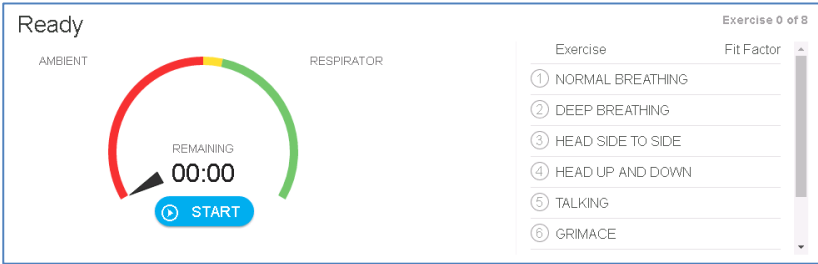 Ready
Exercise 0 of 8
AMBIENT
RESPIRATOR
REMAINING
00:00
START
Exercise Fit Factor
1 NORMAL BREATHING
2 DEEP BREATHING
3 HEAD SIDE TO SIDE
4 HEAD UP AND DOWN
5 TALKING
6 GRIMACE